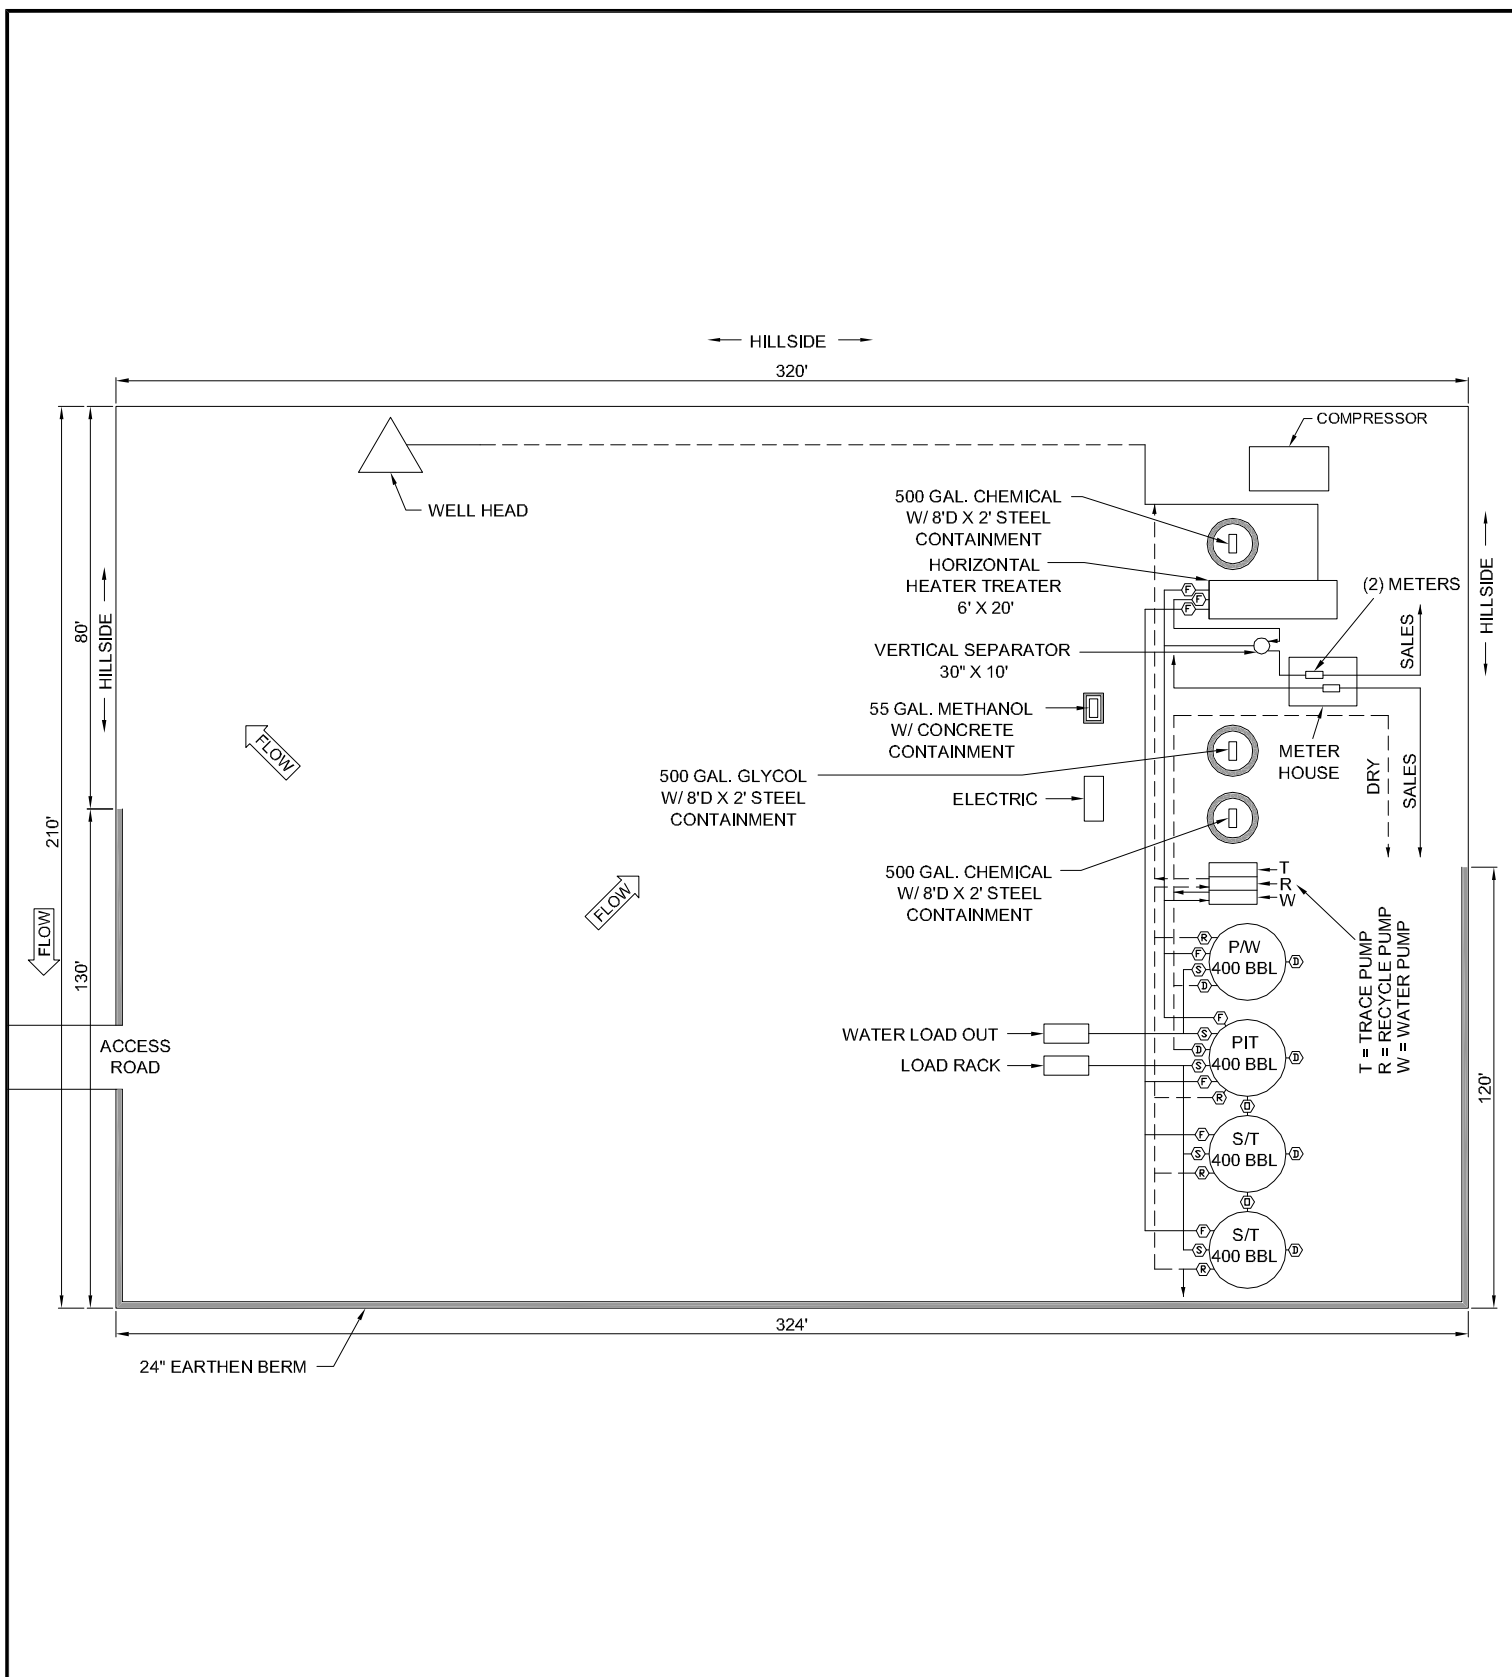 HILLSIDE
320'
COMPRESSOR
WELL HEAD
500 GAL. CHEMICAL
W/ 8'D X 2' STEEL
CONTAINMENT
HORIZONTAL
HEATER TREATER
6' X 20'
(2) METERS
HILLSIDE
HILLSIDE
80'
F
F
F
SALES
VERTICAL SEPARATOR
30" X 10'
55 GAL. METHANOL
W/ CONCRETE
CONTAINMENT
FLOW
METER
HOUSE
DRY
SALES
500 GAL. GLYCOL
W/ 8'D X 2' STEEL
CONTAINMENT
ELECTRIC
210'
500 GAL. CHEMICAL
W/ 8'D X 2' STEEL
CONTAINMENT
T
R
W
FLOW
FLOW
130'
R
F
S
D
P/W
400 BBL
D
T = TRACE PUMP
R = RECYCLE PUMP
W = WATER PUMP
WATER LOAD OUT
LOAD RACK
F
S
D
S
F
R
PIT
400 BBL
D
ACCESS
ROAD
120'
F
S
R
S/T
400 BBL
D
F
S
R
S/T
400 BBL
D
324'
24" EARTHEN BERM